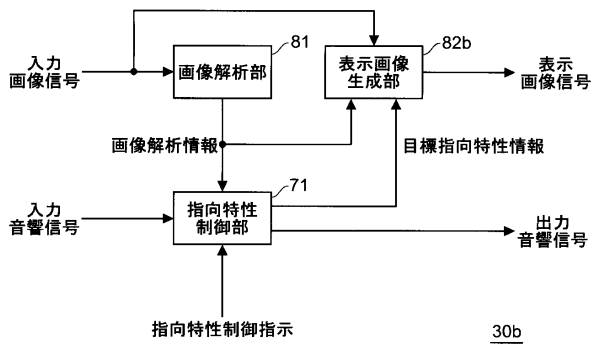 81
82b
入力
画像信号
画像解析部
表示画像
生成部
表示
画像信号
画像解析情報
目標指向特性情報
71
入力
音響信号
指向特性
制御部
出力
音響信号
指向特性制御指示
30b